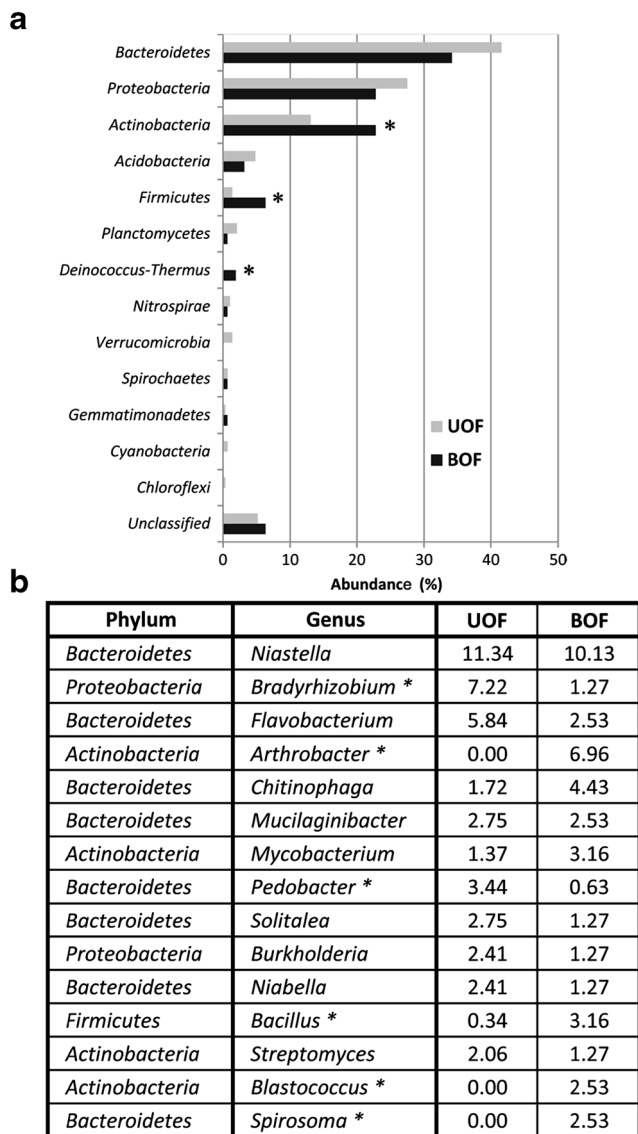 a
Bacteroidetes
Proteobacteria
Actinobacteria *
Acidobacteria
Firmicutes *
Planctomycetes
Deinococcus-Thermus *
Nitrospirae
Verrucomicrobia
Spirochaetes
Gemmatimonadetes
Cyanobacteria
Chloroflexi
Unclassified
UOF
BOF
0 10 20 30 40 50
Abundance (%)
b
Phylum Genus UOF BOF
Bacteroidetes Niastella 11.34 10.13
Proteobacteria Bradyrhizobium * 7.22 1.27
Bacteroidetes Flavobacterium 5.84 2.53
Actinobacteria Arthrobacter * 0.00 6.96
Bacteroidetes Chitinophaga 1.72 4.43
Bacteroidetes Mucilaginibacter 2.75 2.53
Actinobacteria Mycobacterium 1.37 3.16
Bacteroidetes Pedobacter * 3.44 0.63
Bacteroidetes Solitalea 2.75 1.27
Proteobacteria Burkholderia 2.41 1.27
Bacteroidetes Niabella 2.41 1.27
Firmicutes Bacillus * 0.34 3.16
Actinobacteria Streptomyces 2.06 1.27
Actinobacteria Blastococcus * 0.00 2.53
Bacteroidetes Spirosoma * 0.00 2.53